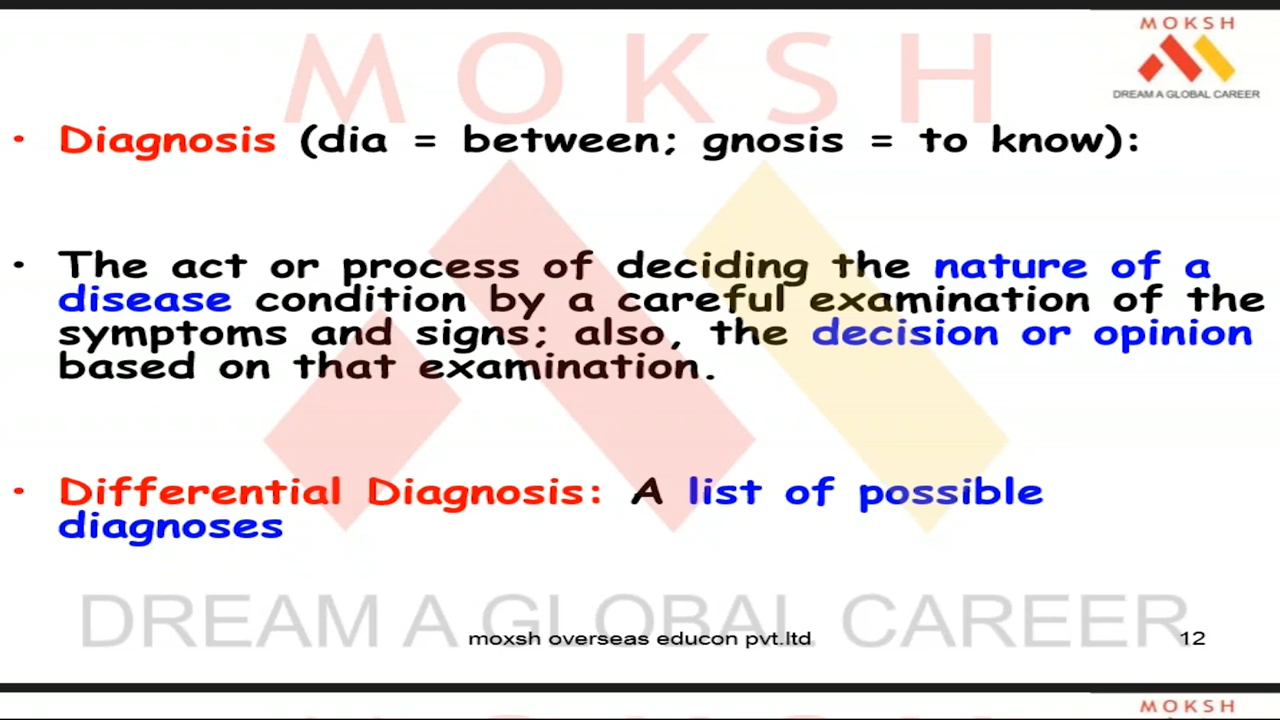 MOKSH
DREAM A GLOBAL CAREER
MOKSH
• Diagnosis (dia = between; gnosis = to know):
• The act or process of deciding the nature of a
disease condition by a careful examination of the
symptoms and signs; also, the decision or opinion
based on that examination.
• Differential Diagnosis: A list of possible
diagnoses
DREAM A GLOBAL CAREER
moxsh overseas educon pvt.ltd
12
MOKSH